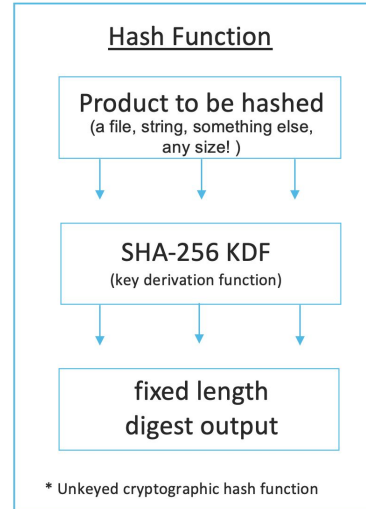 Hash Function
Product to be hashed
(a file, string, something else,
any size! )
SHA-256 KDF
(key derivation function)
fixed length
digest output
* Unkeyed cryptographic hash function